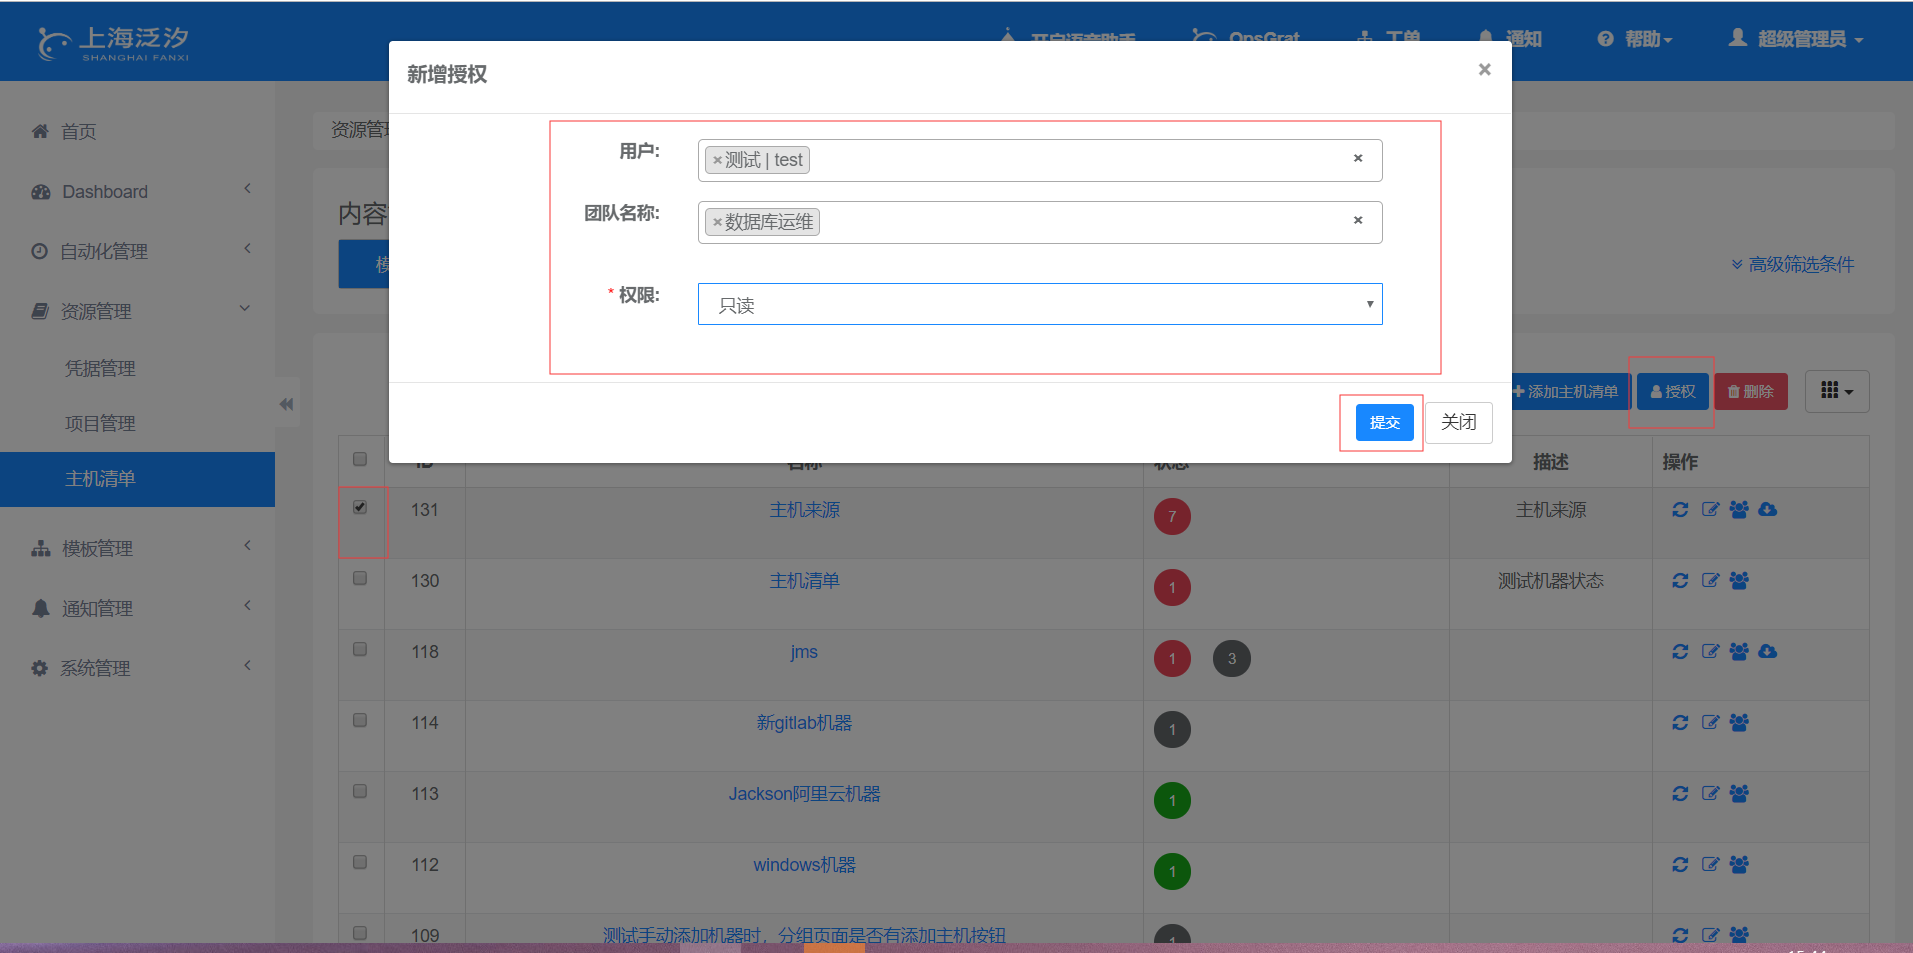 上海泛汐
SHANGHAI FANXI
开启语音助手
OpsGrat
工单
通知
帮助
超级管理员
新增授权
×
首页
Dashboard
自动化管理
资源管理
凭据管理
项目管理
主机清单
模板管理
通知管理
系统管理
资源管理
内容
模
高级筛选条件
用户:
×测试 | test ×
团队名称:
×数据库运维 ×
* 权限:
只读
提交 关闭
添加主机清单 授权 删除
ID 名称 状态 描述 操作
131 主机来源 7 主机来源
130 主机清单 1 测试机器状态
118 jms 1 3
114 新gitlab机器 1
113 Jackson阿里云机器 1
112 windows机器 1
109 测试手动添加机器时，分组页面是否有添加主机按钮 1